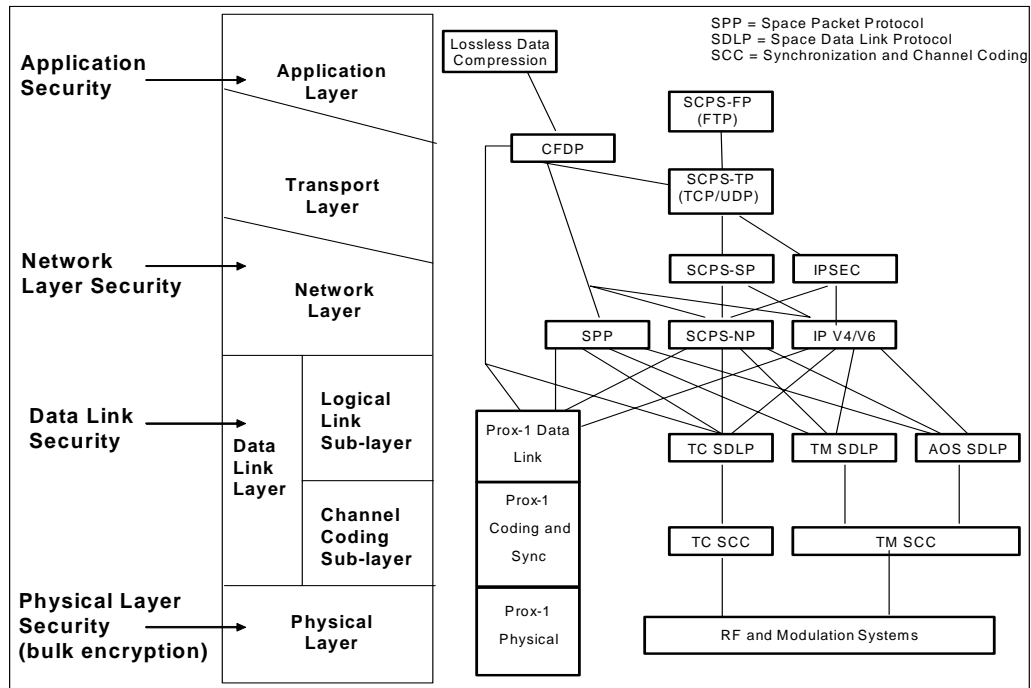 SPP = Space Packet Protocol
SDLP = Space Data Link Protocol
SCC = Synchronization and Channel Coding
Application
Security
Application
Layer
Lossless Data
Compression
SCPS-FP
(FTP)
CFDP
Transport
Layer
SCPS-TP
(TCP/UDP)
Network
Layer Security
Network
Layer
SCPS-SP
IPSEC
SPP
SCPS-NP
IP V4/V6
Data Link
Security
Data
Link
Layer
Logical
Link
Sub-layer
Prox-1 Data
Link
TC SDLP
TM SDLP
AOS SDLP
Channel
Coding
Sub-layer
Prox-1
Coding and
Sync
TC SCC
TM SCC
Physical Layer
Security
(bulk encryption)
Physical
Layer
Prox-1
Physical
RF and Modulation Systems